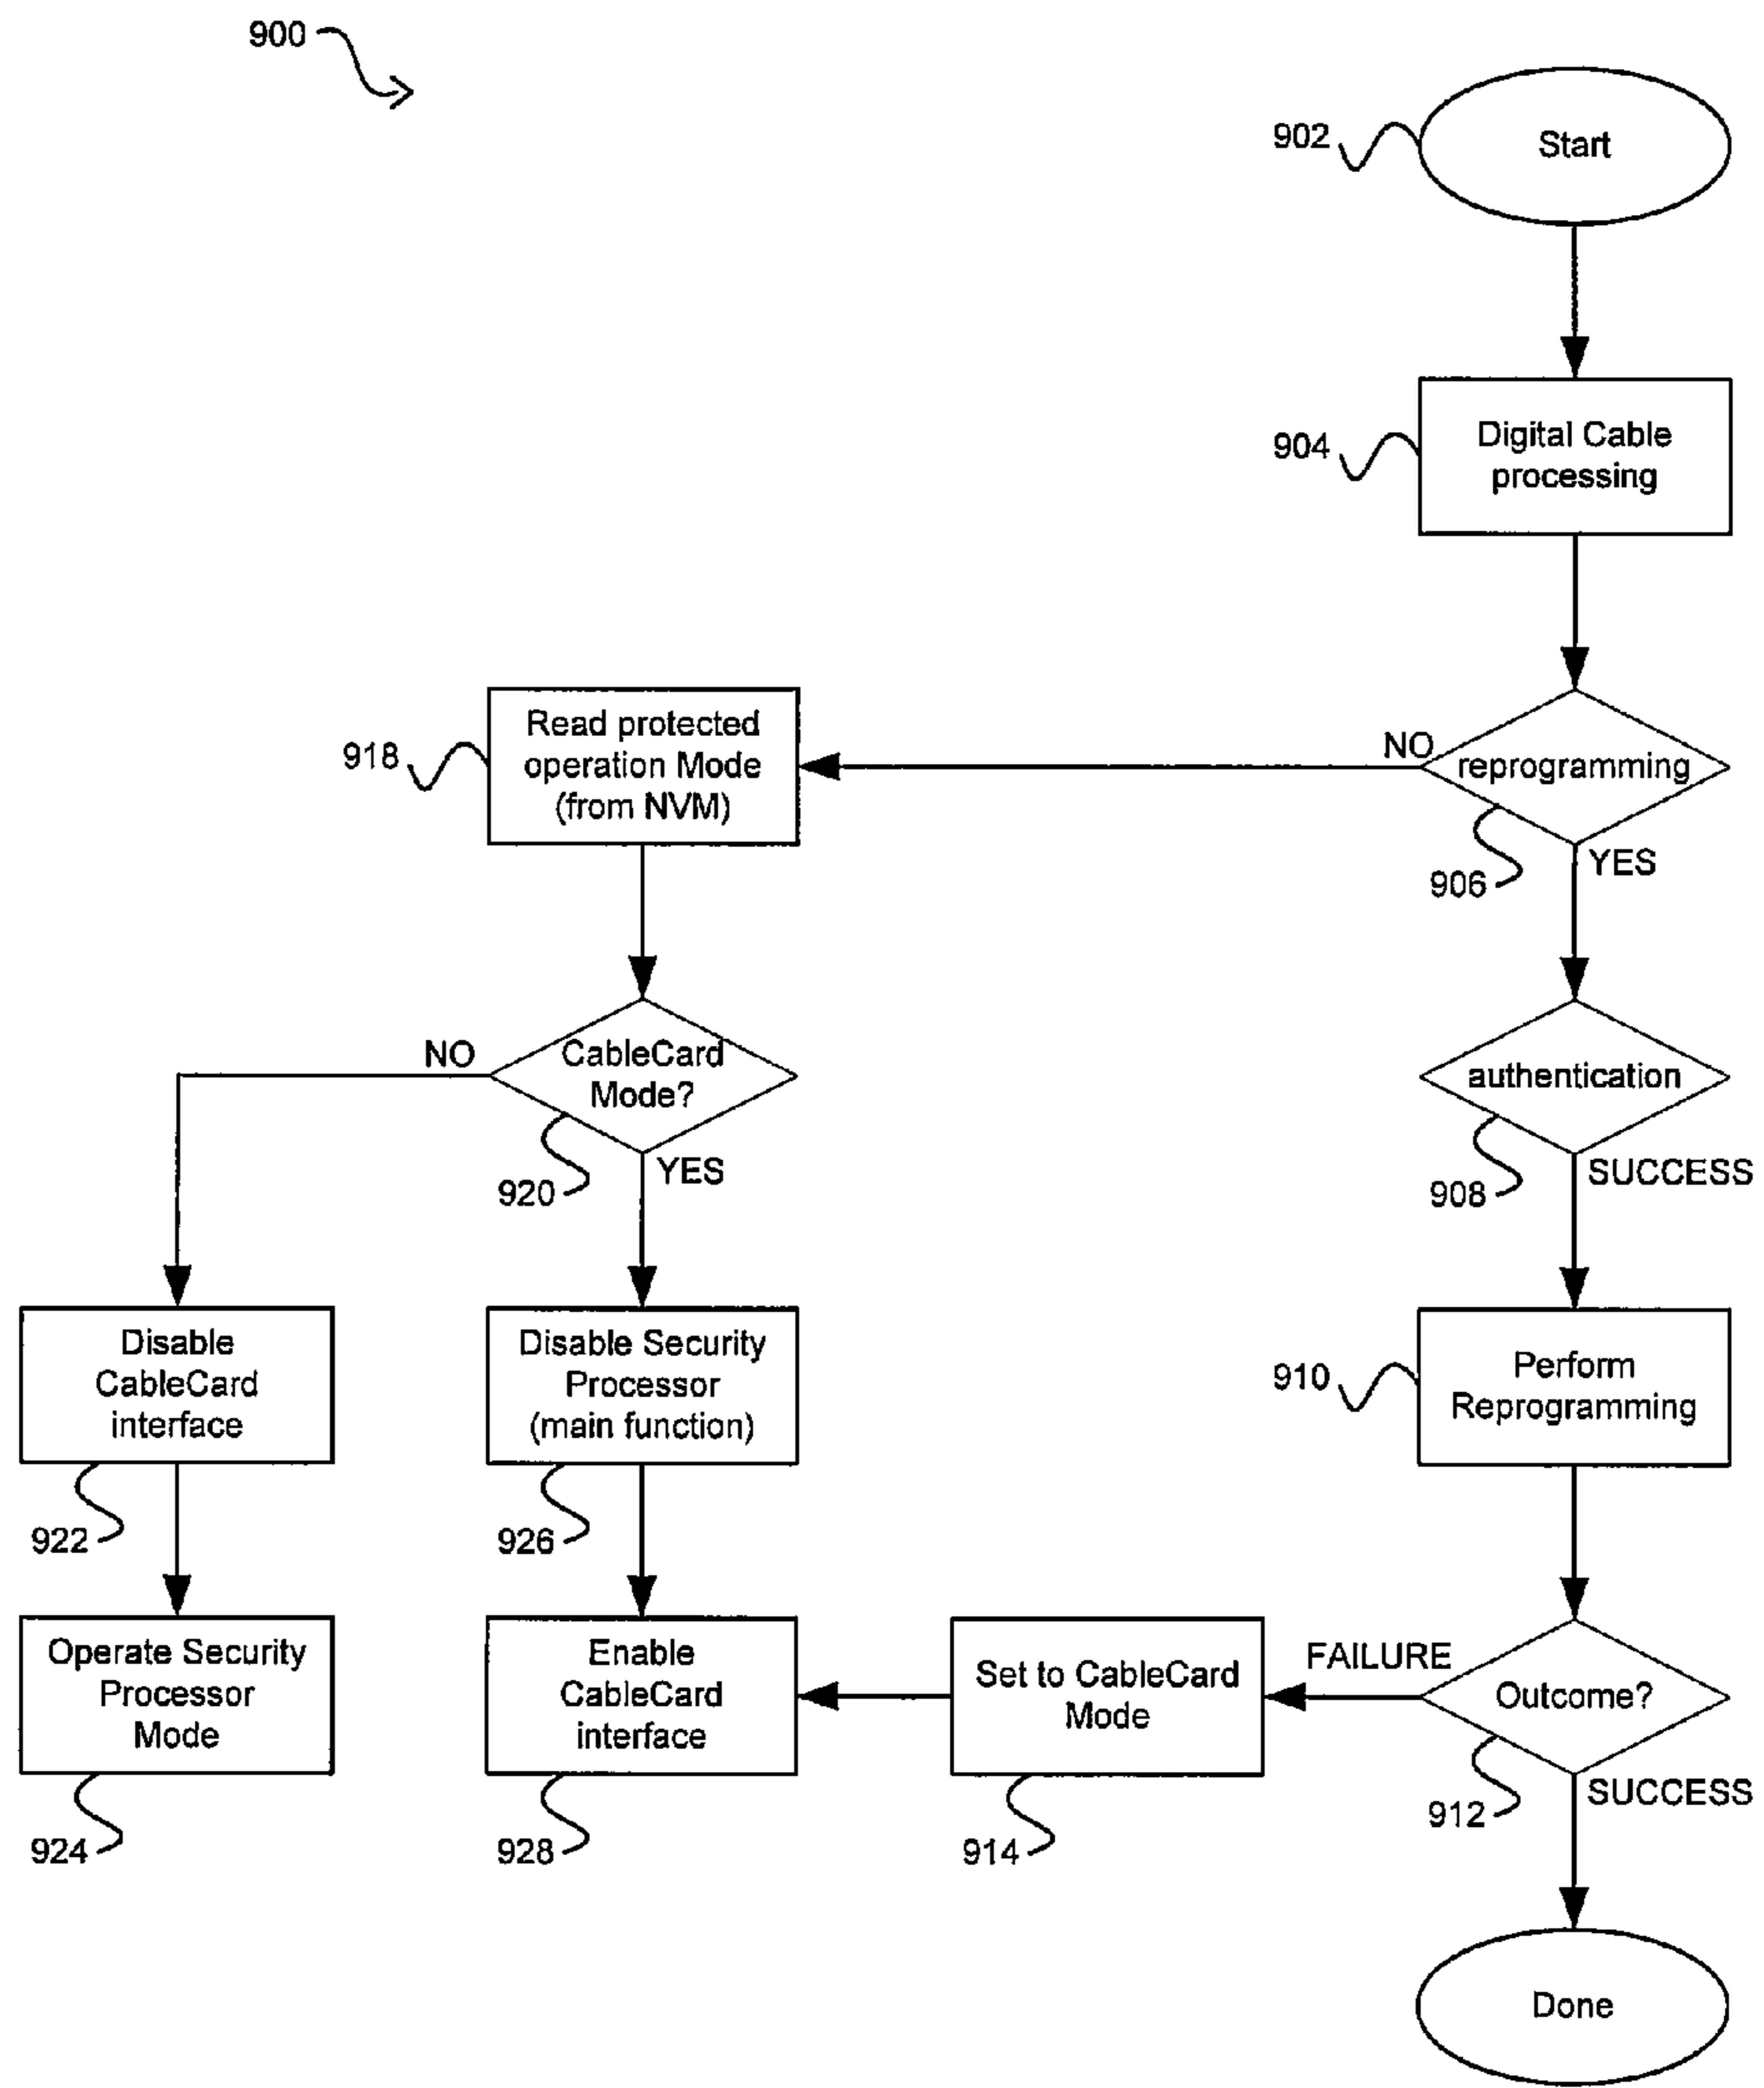 900
902
Start
904
Digital Cable
processing
918
Read protected
operation Mode
(from NVM)
NO
reprogramming
906
YES
NO
CableCard
Mode?
920
YES
authentication
908
SUCCESS
Disable
CableCard
interface
922
Disable Security
Processor
(main function)
926
910
Perform
Reprogramming
Operate Security
Processor
Mode
924
Enable
CableCard
interface
928
Set to CableCard
Mode
914
FAILURE
Outcome?
912
SUCCESS
Done